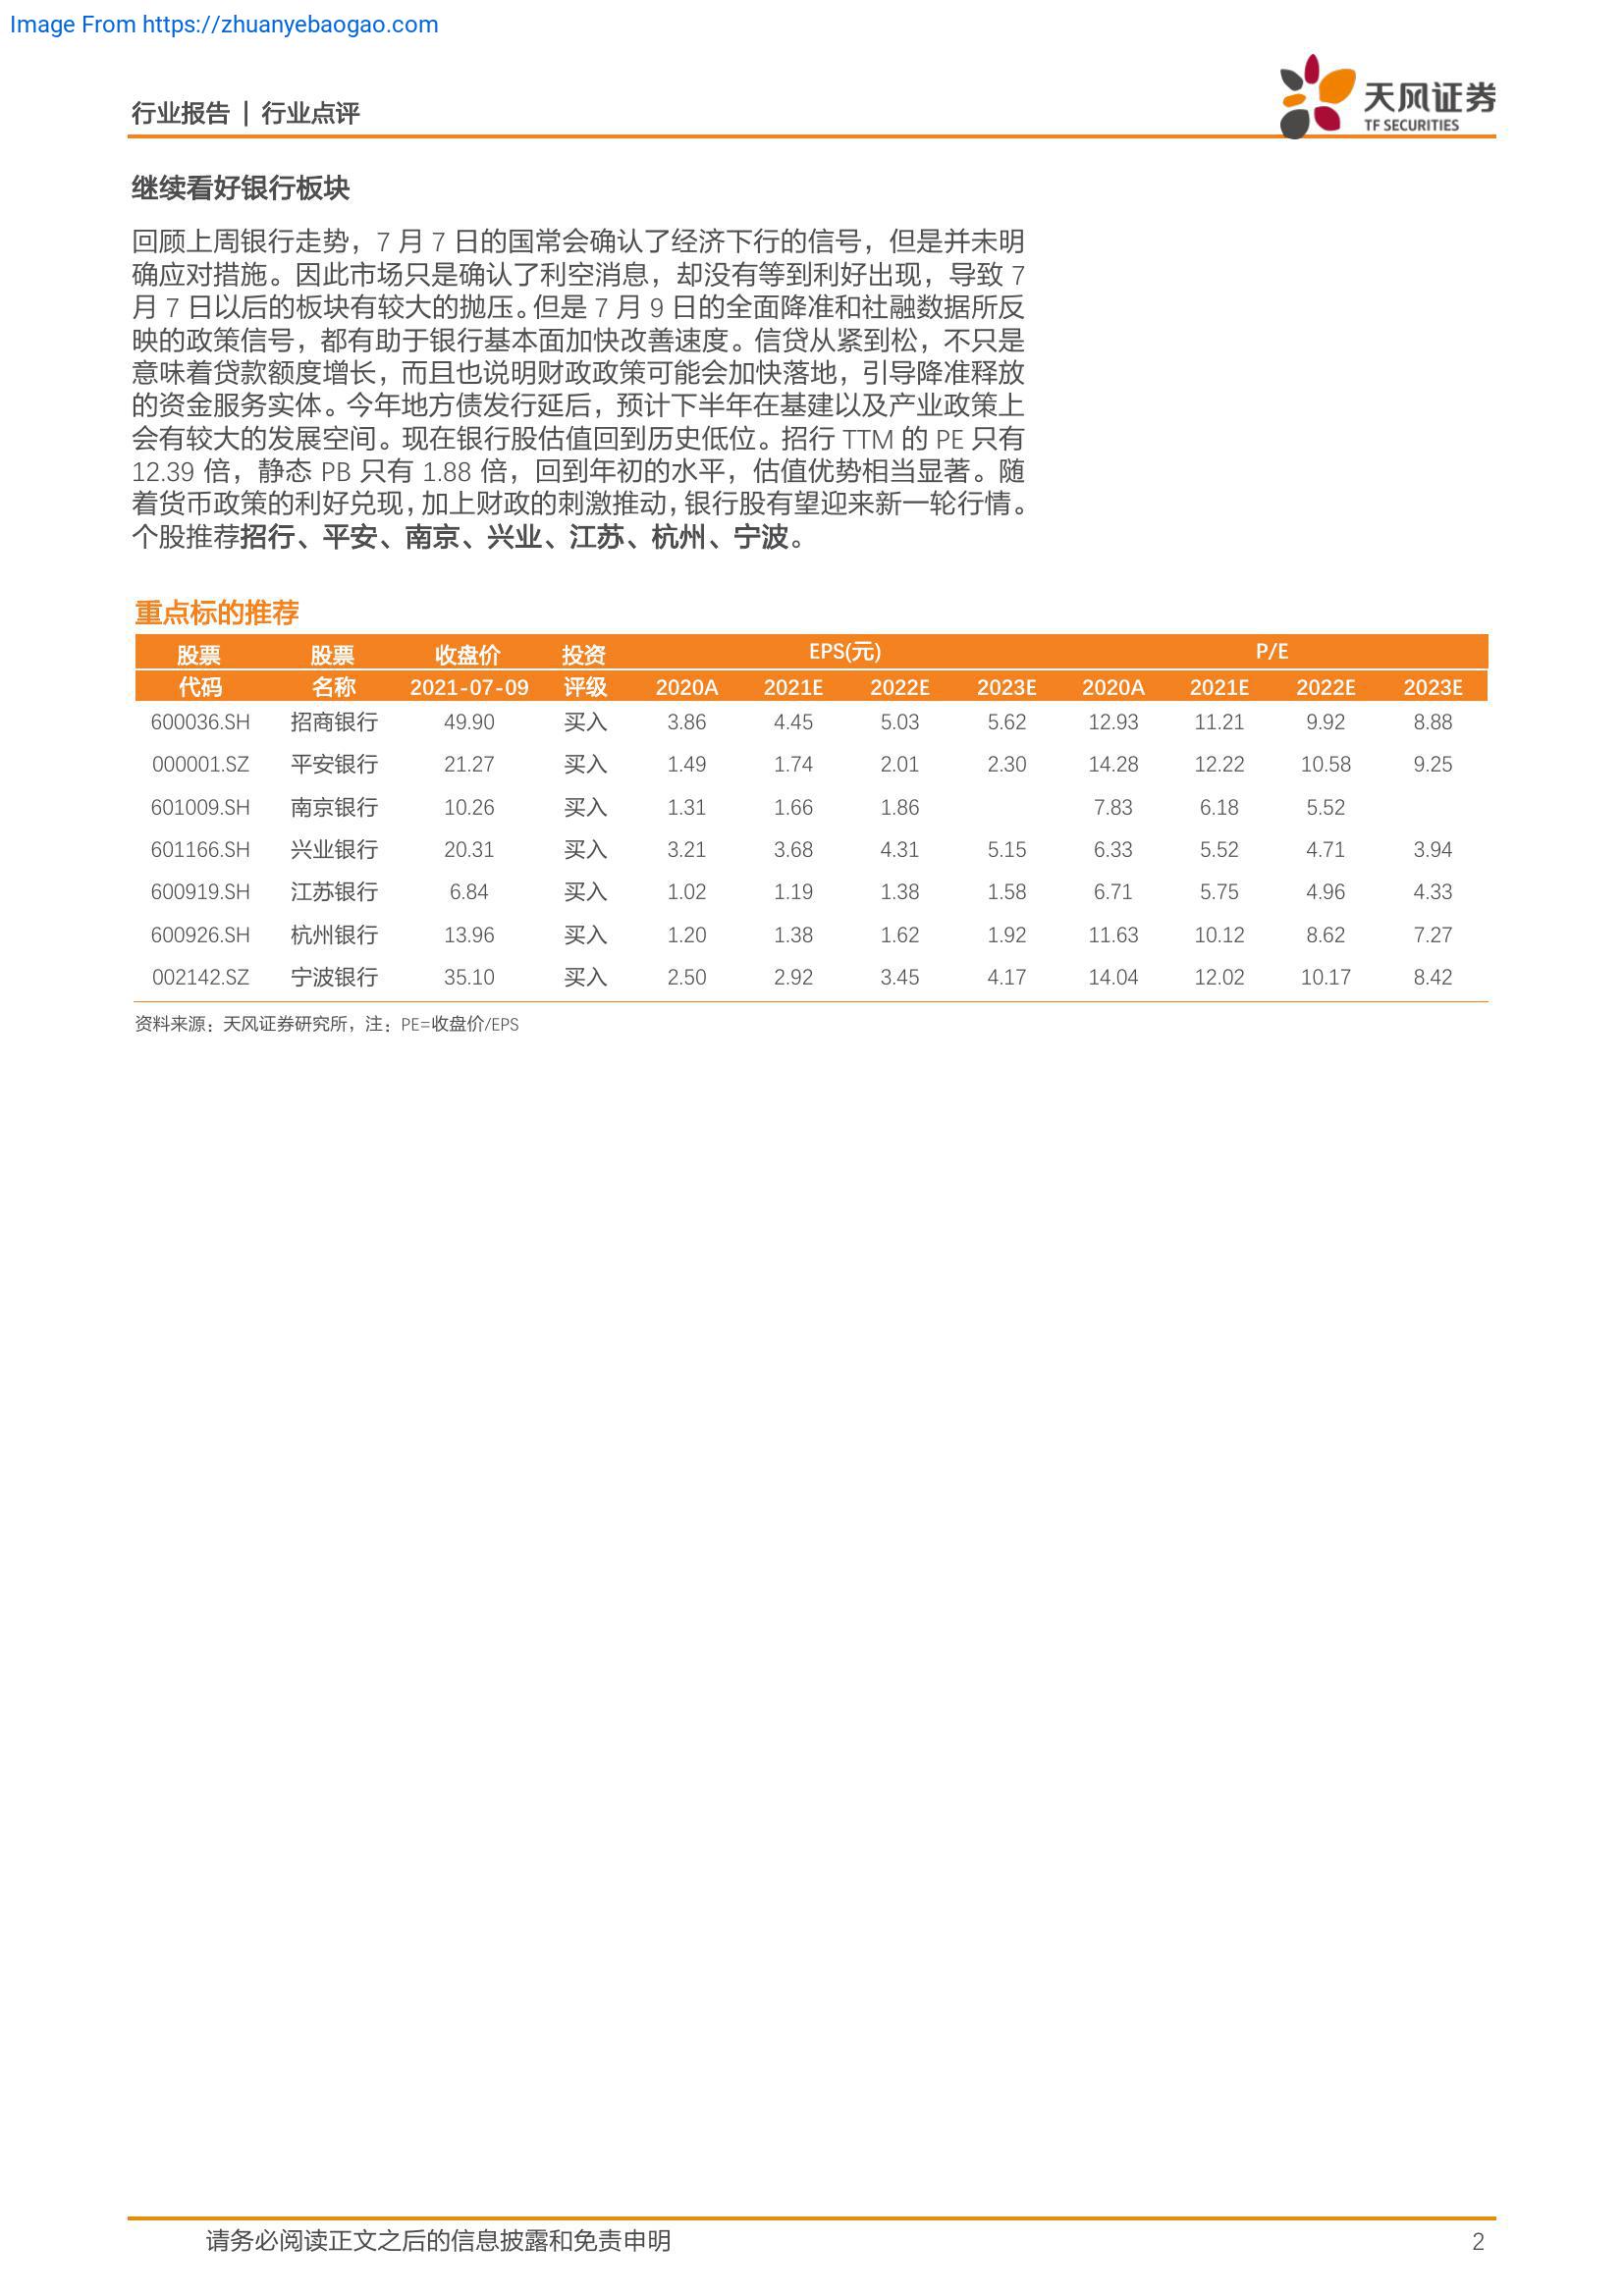 Image From https://zhuanyebaogao.com
行业报告 | 行业点评
天风证券
TF SECURITIES
继续看好银行板块
回顾上周银行走势，7 月 7 日的国常会确认了经济下行的信号，但是并未明
确应对措施。因此市场只是确认了利空消息，却没有等到利好出现，导致 7
月 7 日以后的板块有较大的抛压。但是 7 月 9 日的全面降准和社融数据所反
映的政策信号，都有助于银行基本面加快改善速度。信贷从紧到松，不只是
意味着贷款额度增长，而且也说明财政政策可能会加快落地，引导降准释放
的资金服务实体。今年地方债发行延后，预计下半年在基建以及产业政策上
会有较大的发展空间。现在银行股估值回到历史低位。招行 TTM 的 PE 只有
12.39 倍，静态 PB 只有 1.88 倍，回到年初的水平，估值优势相当显著。随
着货币政策的利好兑现，加上财政的刺激推动，银行股有望迎来新一轮行情。
个股推荐招行、平安、南京、兴业、江苏、杭州、宁波。
重点标的推荐
股票 股票 收盘价 投资 EPS(元) P/E
代码 名称 2021-07-09 评级 2020A 2021E 2022E 2023E 2020A 2021E 2022E 2023E
600036.SH 招商银行 49.90 买入 3.86 4.45 5.03 5.62 12.93 11.21 9.92 8.88
000001.SZ 平安银行 21.27 买入 1.49 1.74 2.01 2.30 14.28 12.22 10.58 9.25
601009.SH 南京银行 10.26 买入 1.31 1.66 1.86 7.83 6.18 5.52
601166.SH 兴业银行 20.31 买入 3.21 3.68 4.31 5.15 6.33 5.52 4.71 3.94
600919.SH 江苏银行 6.84 买入 1.02 1.19 1.38 1.58 6.71 5.75 4.96 4.33
600926.SH 杭州银行 13.96 买入 1.20 1.38 1.62 1.92 11.63 10.12 8.62 7.27
002142.SZ 宁波银行 35.10 买入 2.50 2.92 3.45 4.17 14.04 12.02 10.17 8.42
资料来源：天风证券研究所，注：PE=收盘价/EPS
请务必阅读正文之后的信息披露和免责申明 2